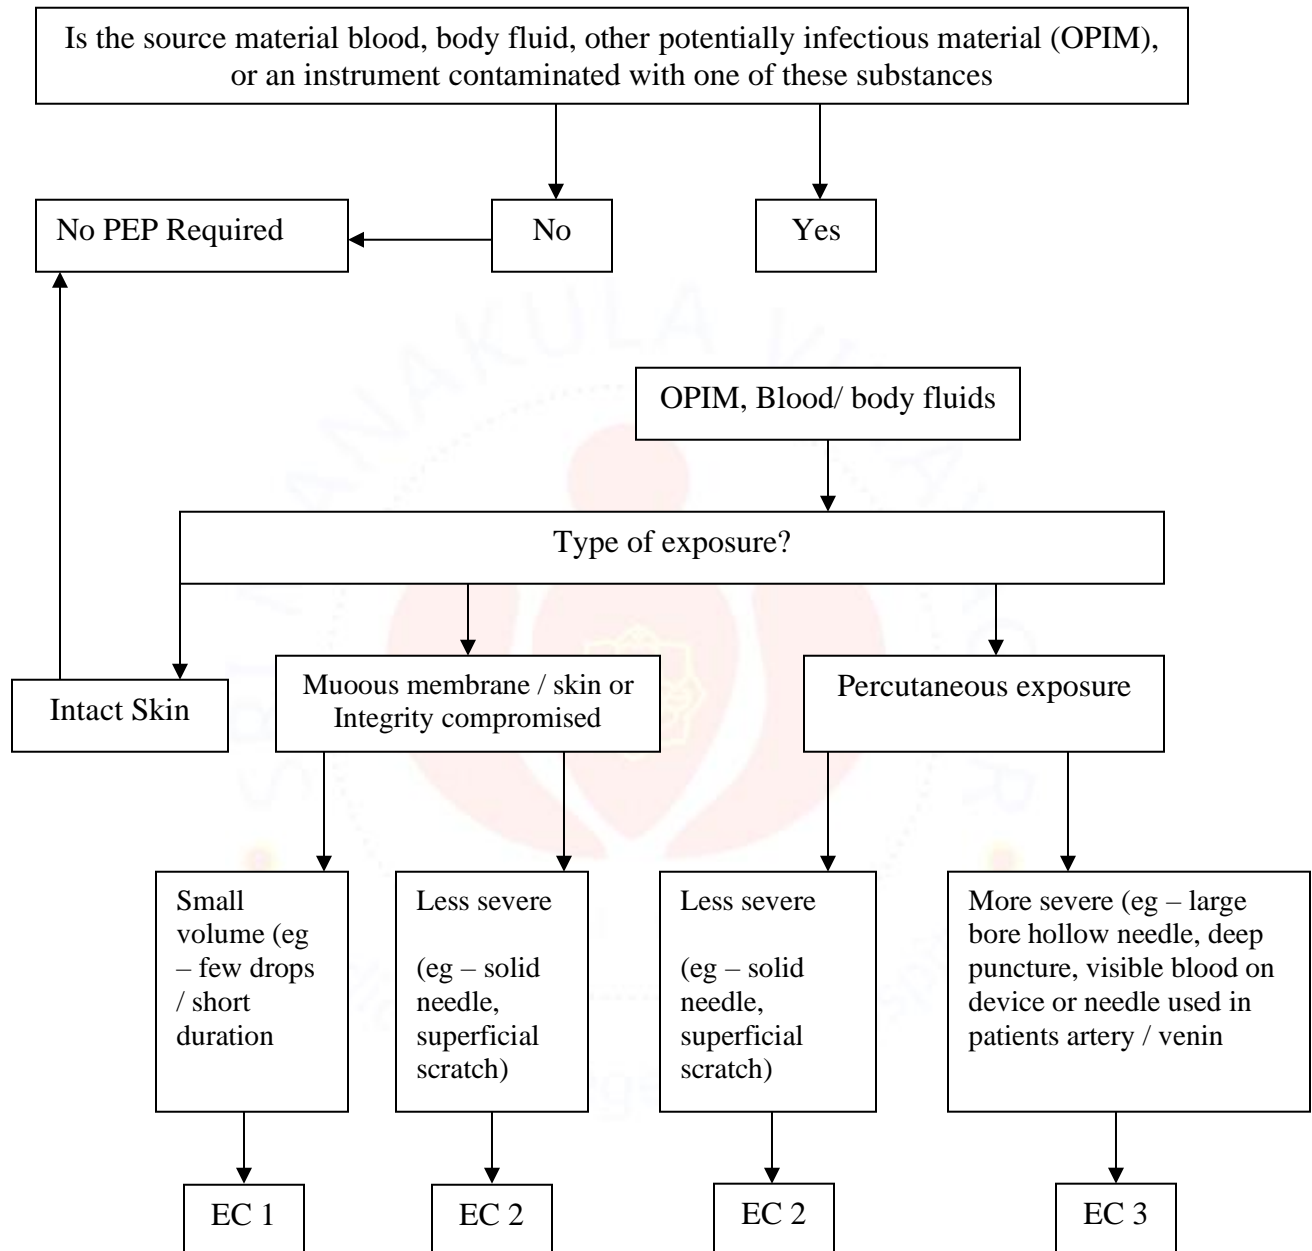 Is the source material blood, body fluid, other potentially infectious material (OPIM),
or an instrument contaminated with one of these substances
No PEP Required
No
Yes
OPIM, Blood/ body fluids
Type of exposure?
Intact Skin
Muoous membrane / skin or
Integrity compromised
Percutaneous exposure
Small
volume (eg
– few drops
/ short
duration
Less severe
(eg – solid
needle,
superficial
scratch)
Less severe
(eg – solid
needle,
superficial
scratch)
More severe (eg – large
bore hollow needle, deep
puncture, visible blood on
device or needle used in
patients artery / venin
EC 1
EC 2
EC 2
EC 3